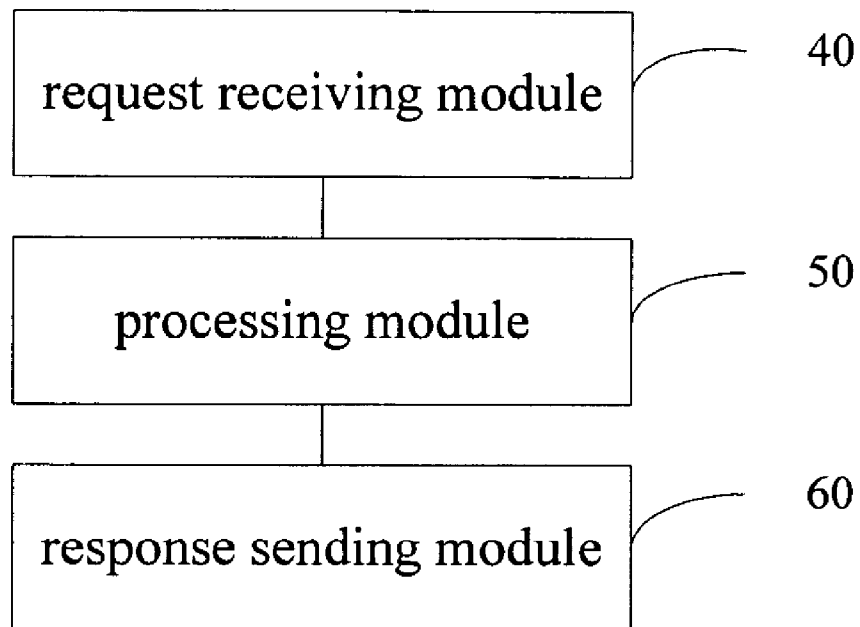 request receiving module
40
processing module
50
response sending module
60